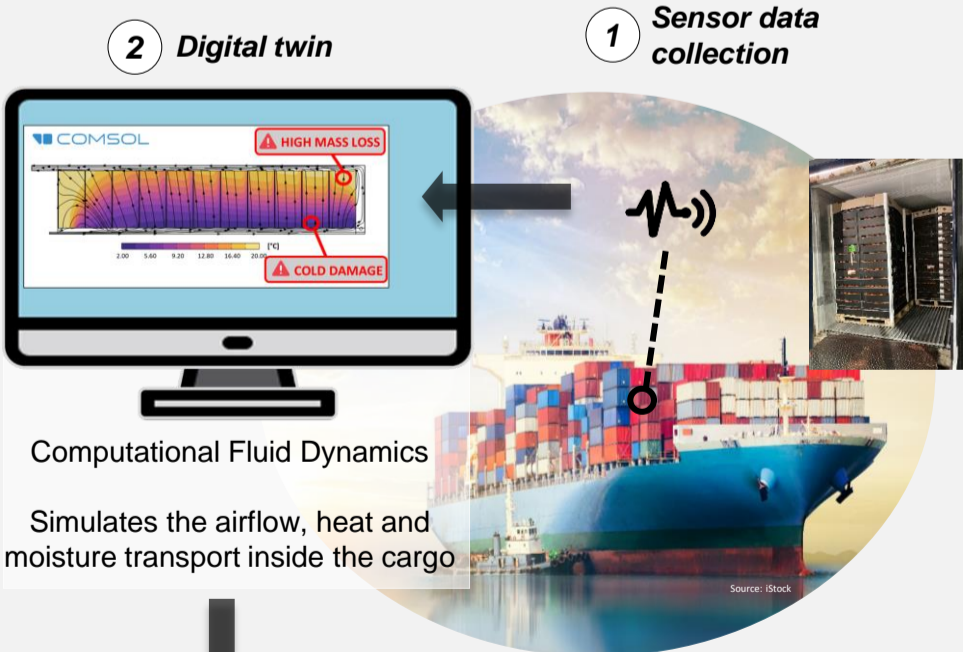 1
Sensor data
collection
2
Digital twin
COMSOL
HIGH MASS LOSS
[°C]
2.00 5.60 9.20 12.80 16.40 20.00
COLD DAMAGE
Computational Fluid Dynamics
Simulates the airflow, heat and
moisture transport inside the cargo
Source: iStock